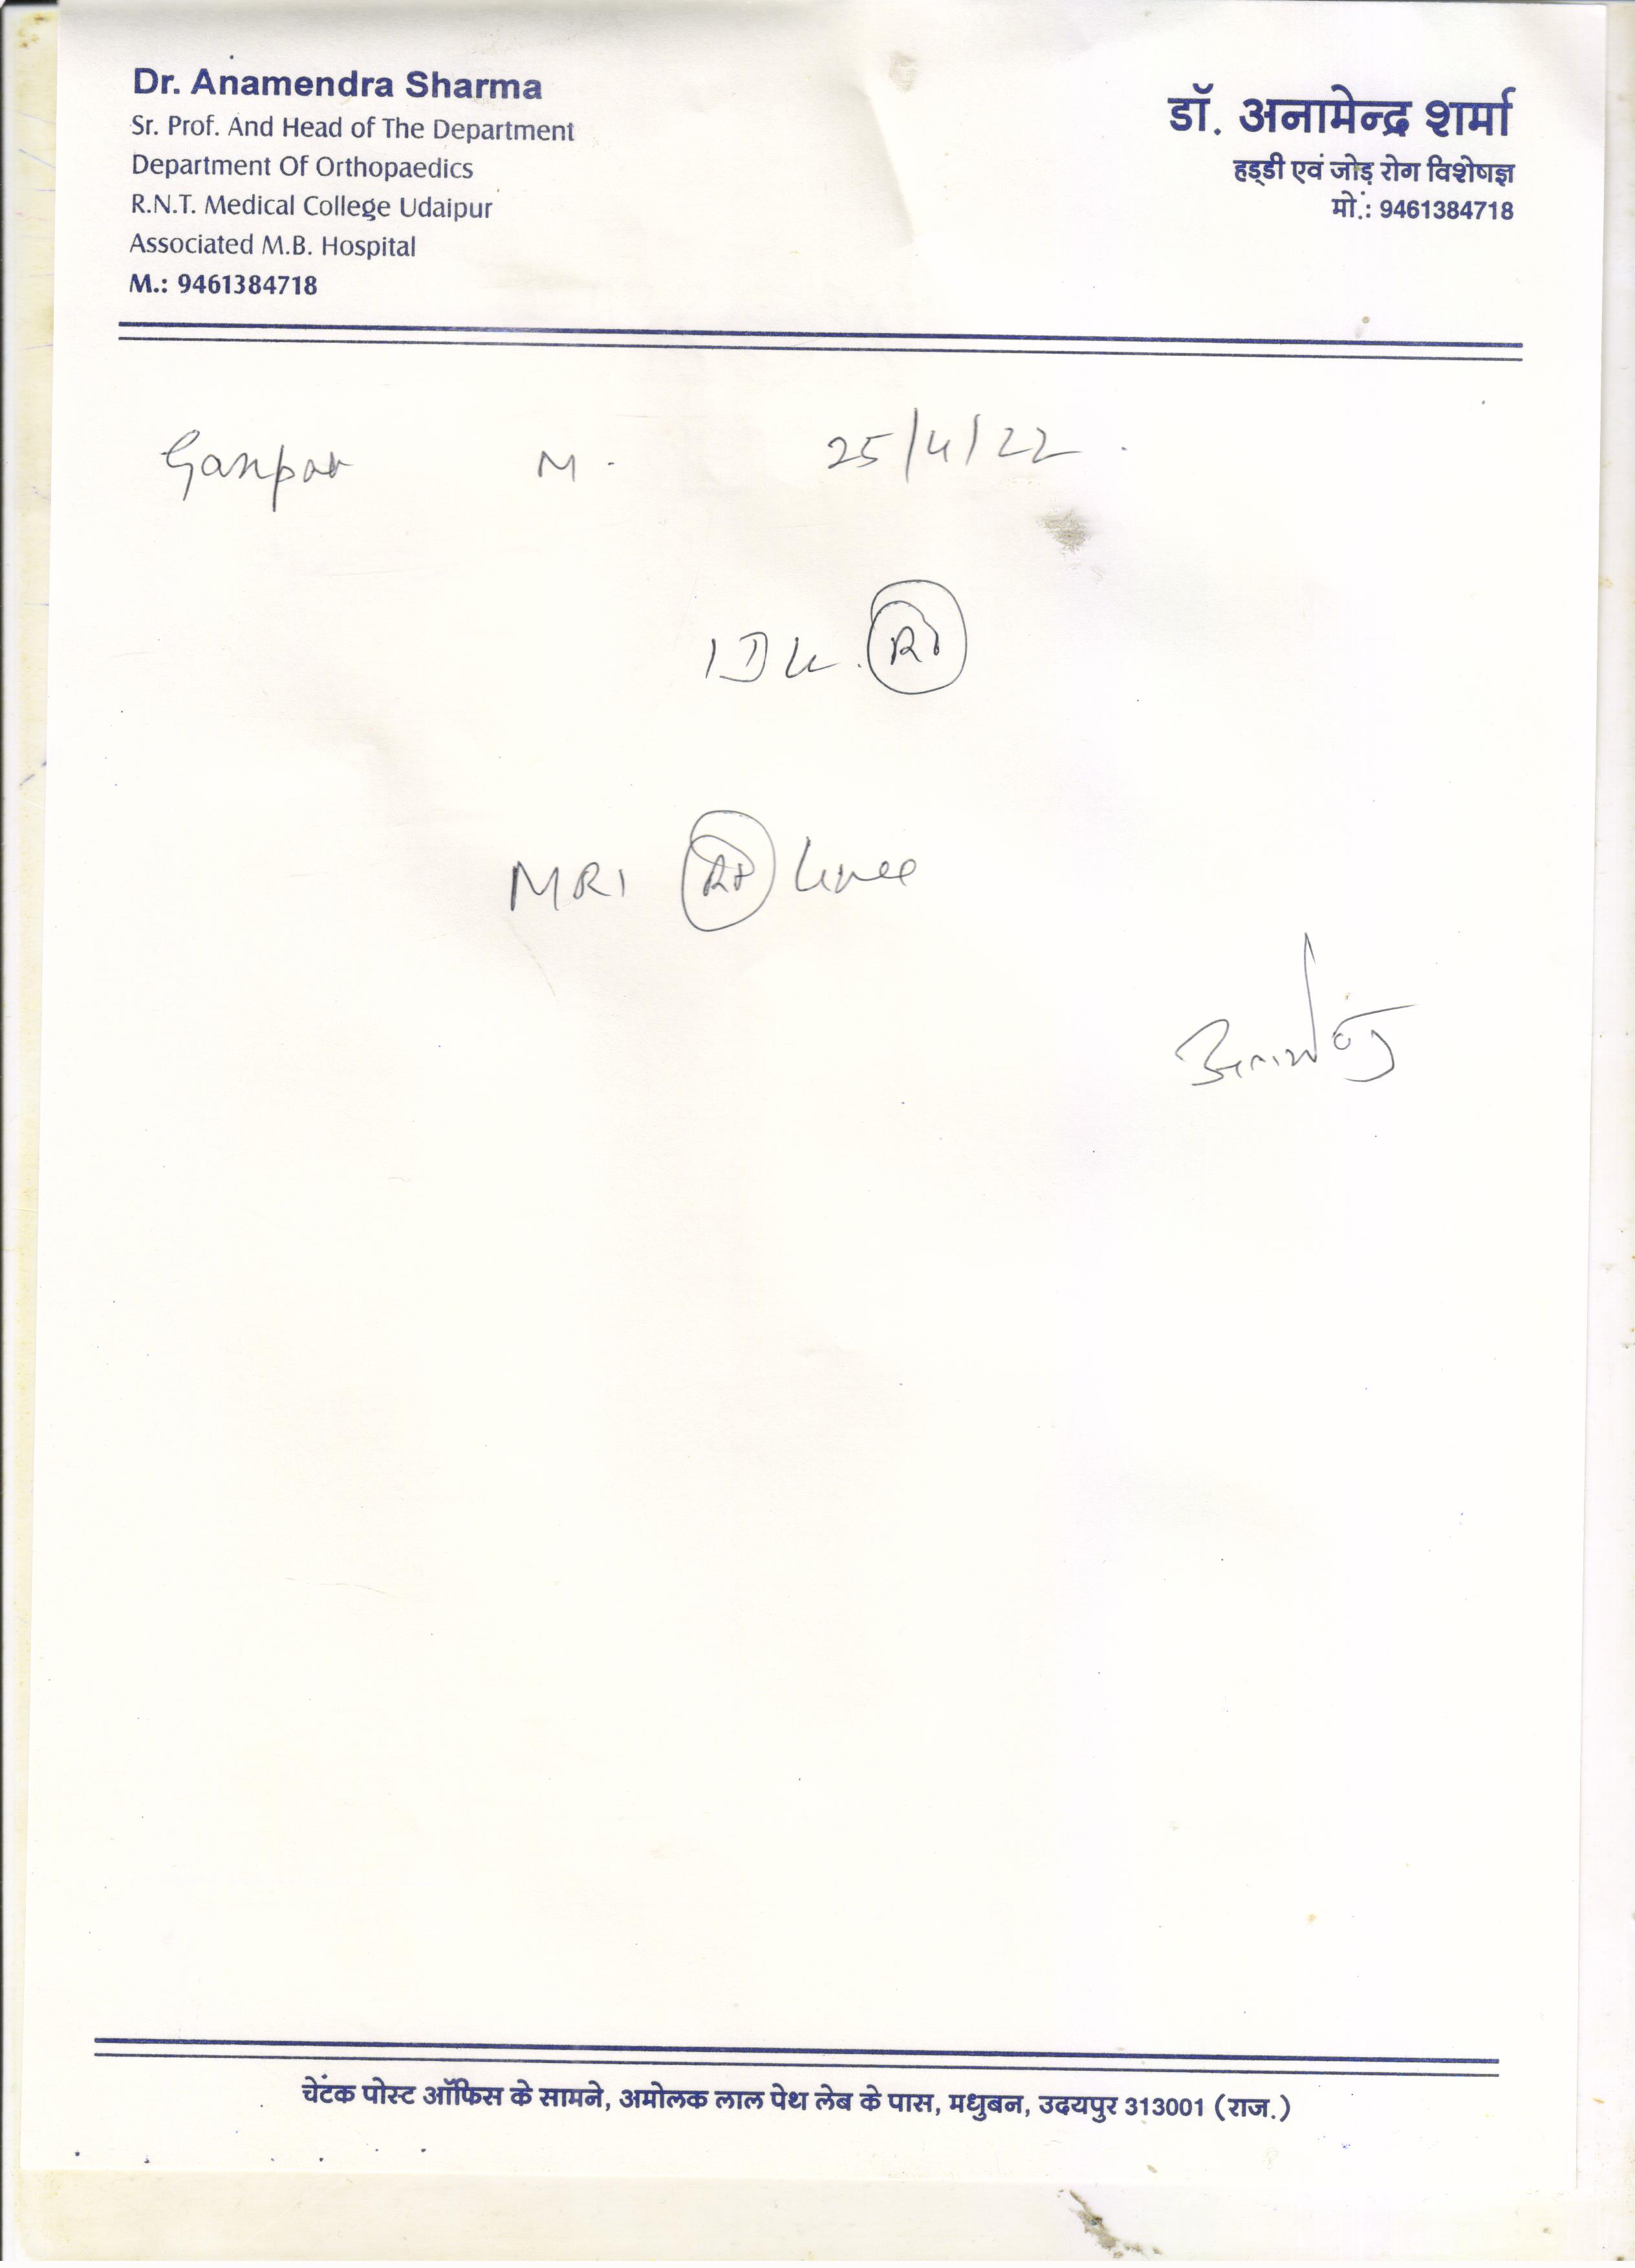 Dr. Anamendra Sharma
Sr. Prof. And Head of The Department
Department Of Orthopaedics
R.N.T. Medical College Udaipur
Associated M.B. Hospital
M.: 9461384718
डॉ. अनामेन्द्र शर्मा
हड्डी एवं जोड़ रोग विशेषज्ञ
मो.: 9461384718
Ganpat M. 25/4/22.
IDK. Rt
MRI Rt knee
चेटक पोस्ट ऑफिस के सामने, अमोलक लाल पेथ लेब के पास, मधुबन, उदयपुर 313001 (राज.)